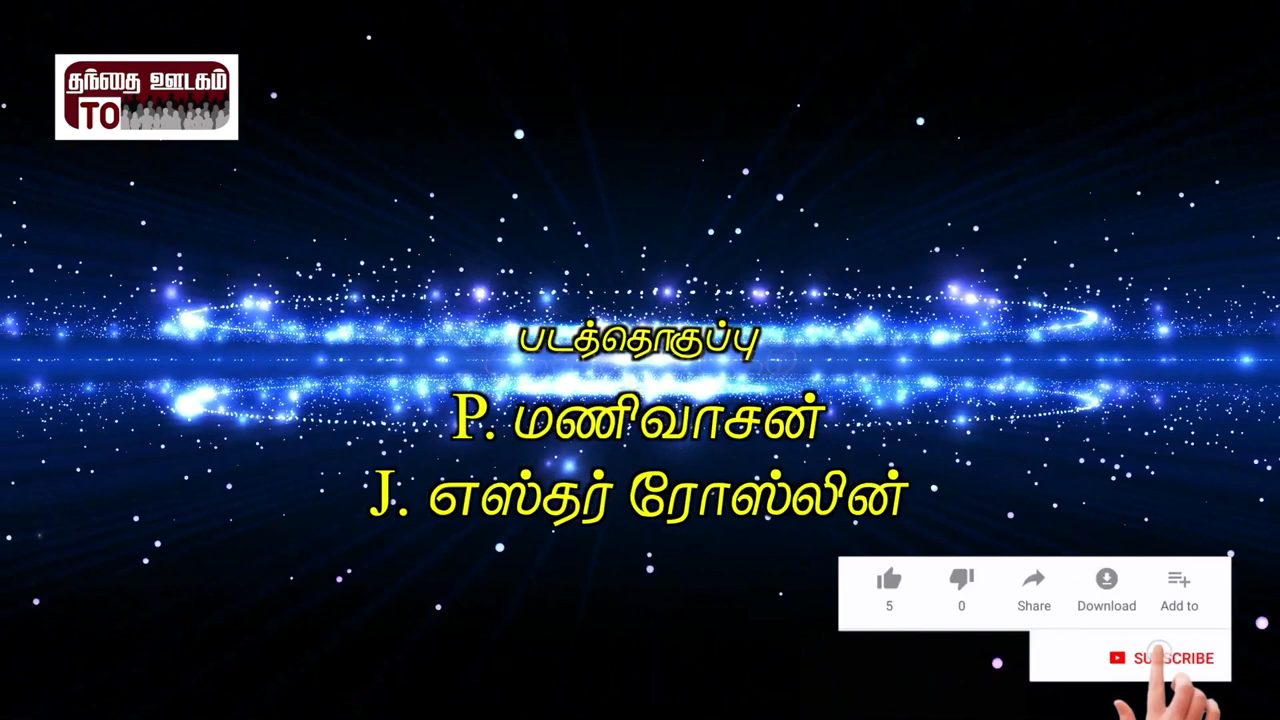 தந்தை ஊடகம்
TO
படத்தொகுப்பு
P. மணிவாசன்
J. எஸ்தர் ரோஸ்லின்
5 0 Share Download Add to
SUBSCRIBE